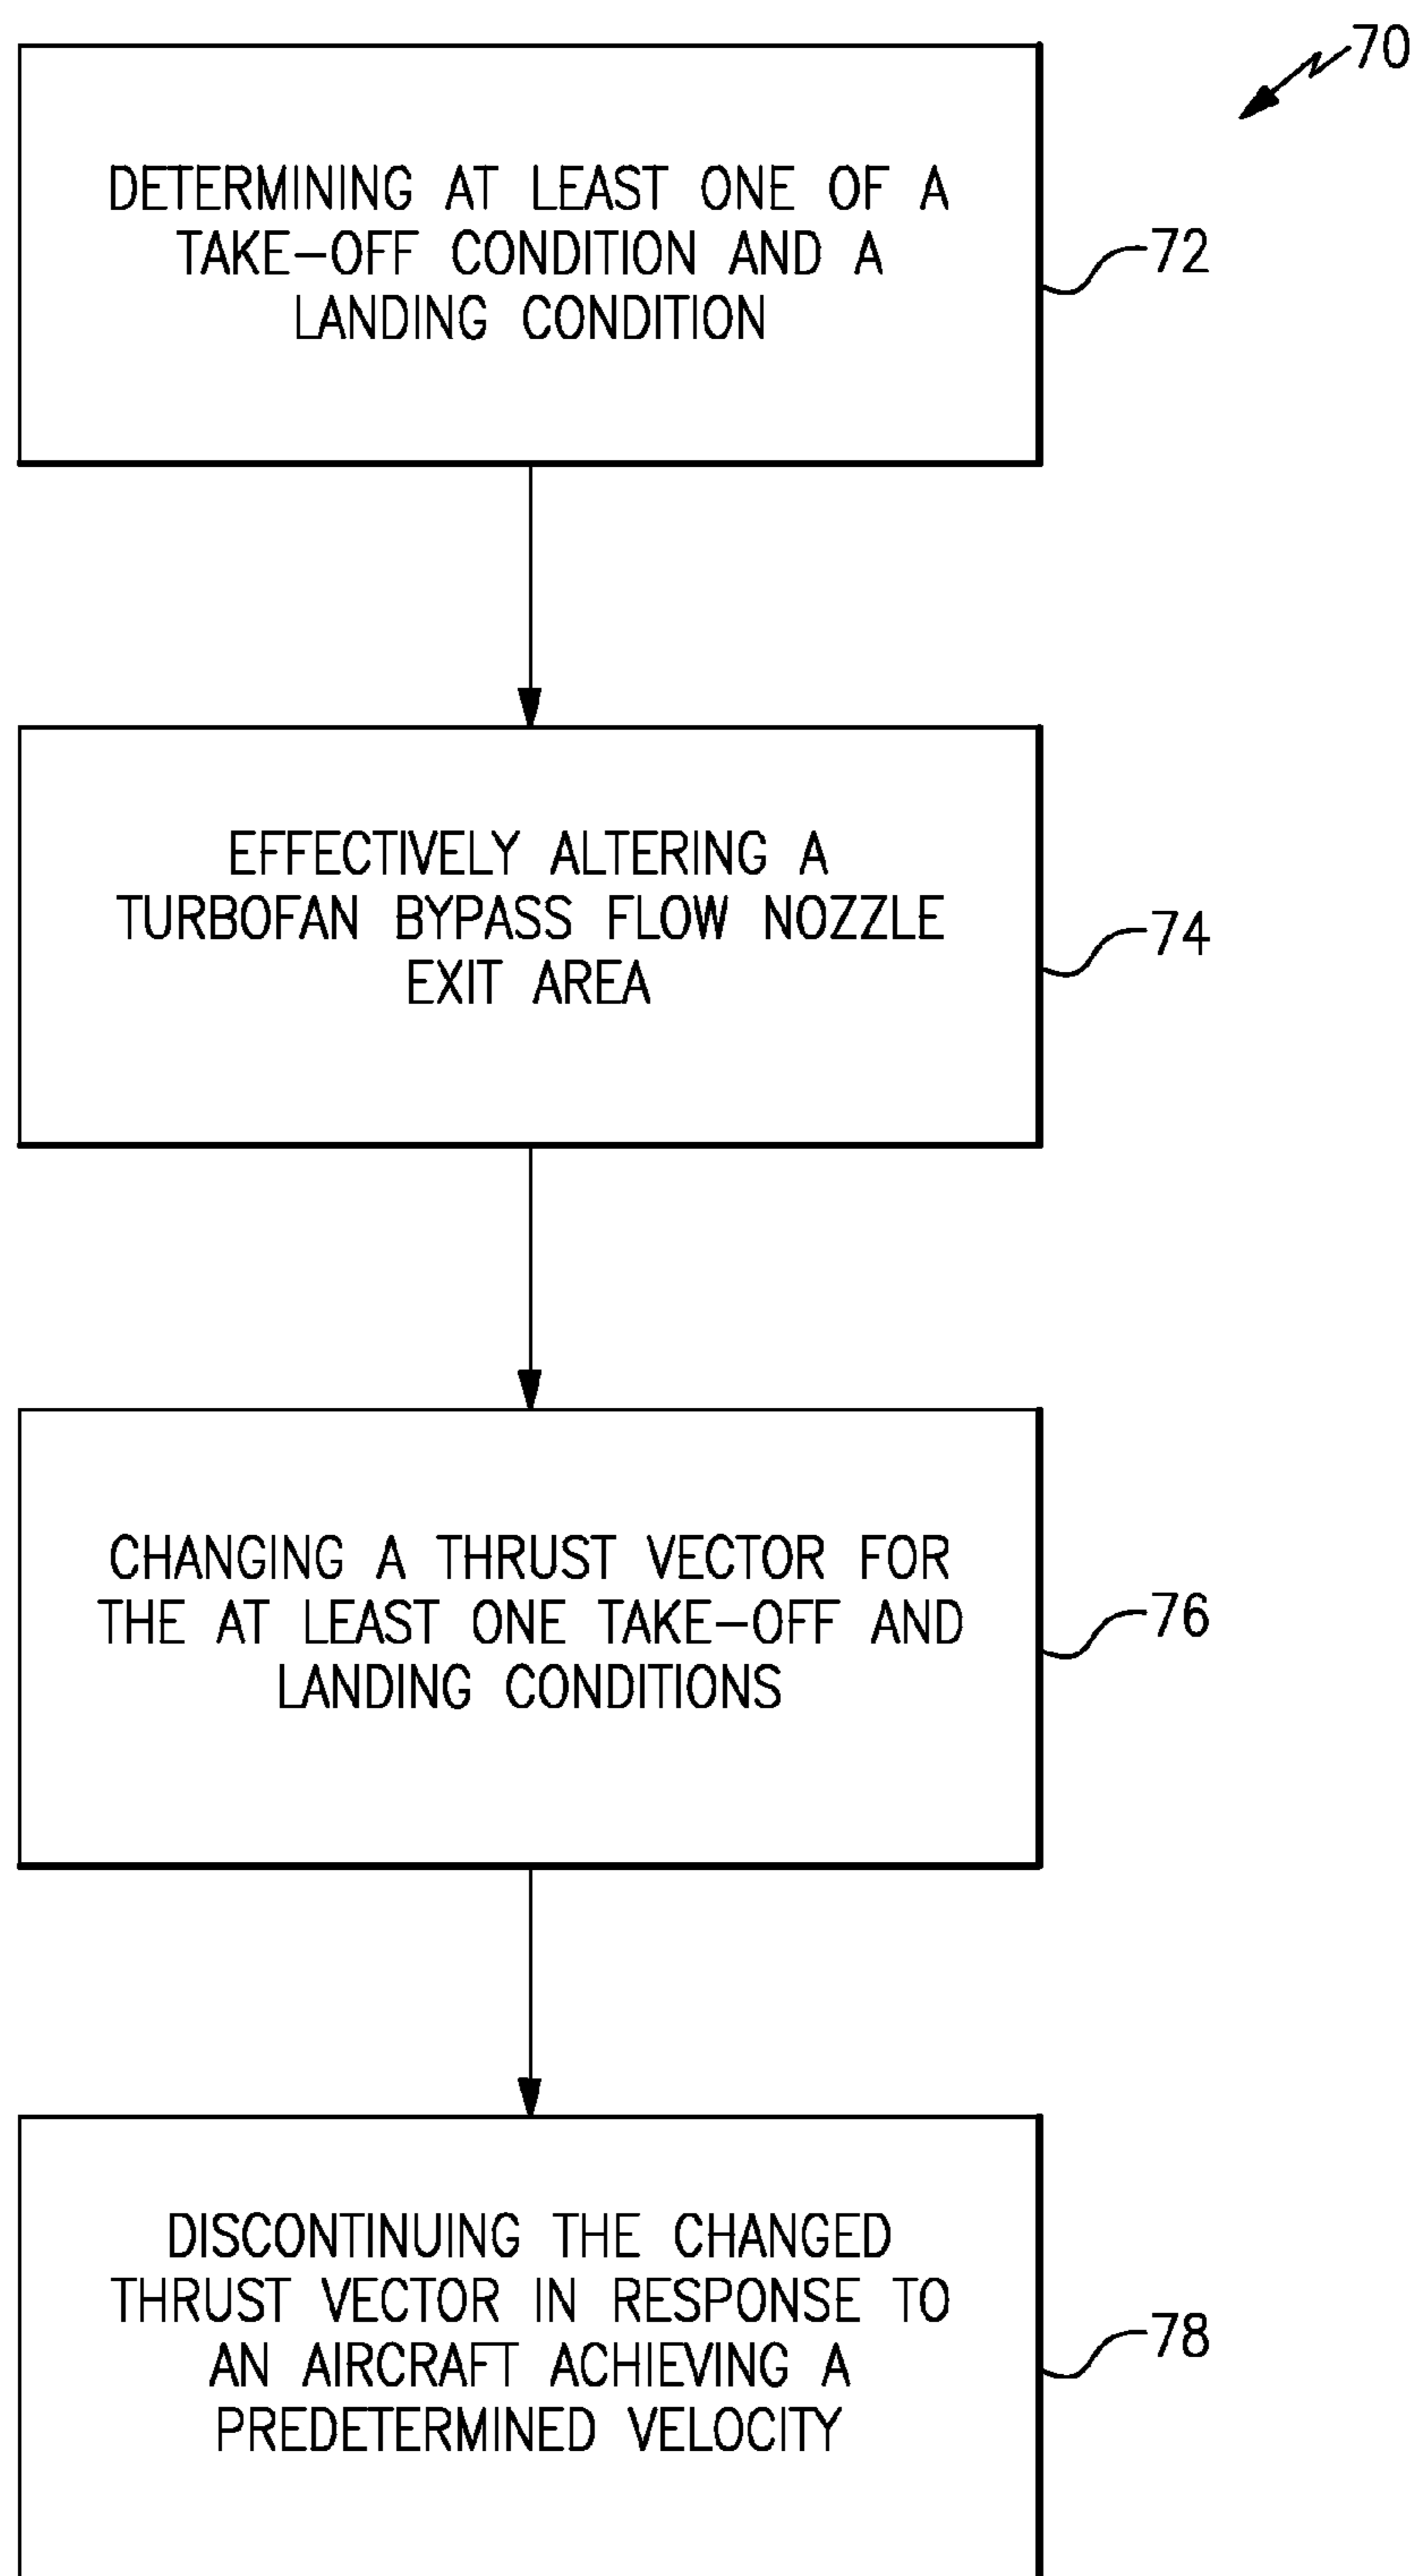 70
DETERMINING AT LEAST ONE OF A
TAKE-OFF CONDITION AND A
LANDING CONDITION
72
EFFECTIVELY ALTERING A
TURBOFAN BYPASS FLOW NOZZLE
EXIT AREA
74
CHANGING A THRUST VECTOR FOR
THE AT LEAST ONE TAKE-OFF AND
LANDING CONDITIONS
76
DISCONTINUING THE CHANGED
THRUST VECTOR IN RESPONSE TO
AN AIRCRAFT ACHIEVING A
PREDETERMINED VELOCITY
78